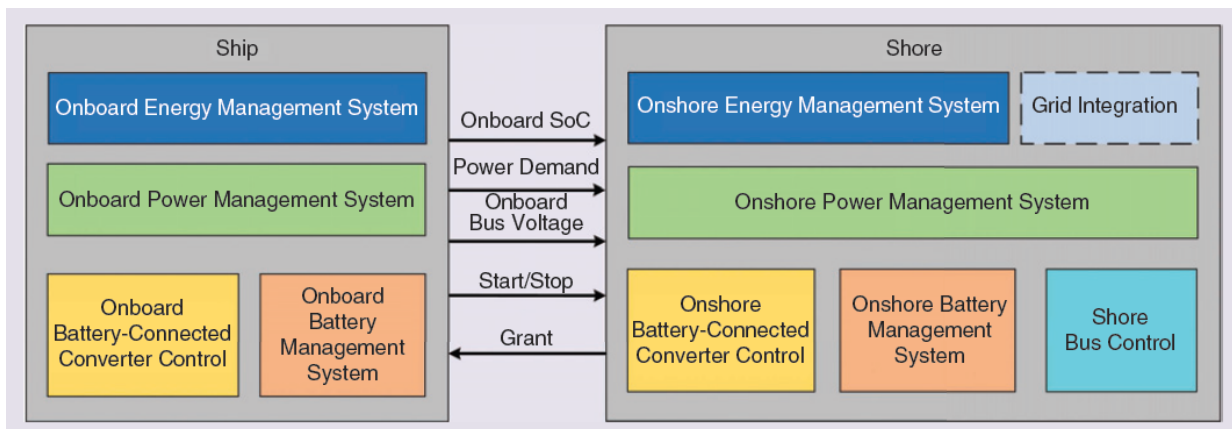 Ship
Onboard Energy Management System
Onboard Power Management System
Onboard
Battery-Connected
Converter Control
Onboard
Battery
Management
System
Onboard SoC
Power Demand
Onboard
Bus Voltage
Start/Stop
Grant
Shore
Onshore Energy Management System
Grid Integration
Onshore Power Management System
Onshore
Battery-Connected
Converter Control
Onshore Battery
Management
System
Shore
Bus Control